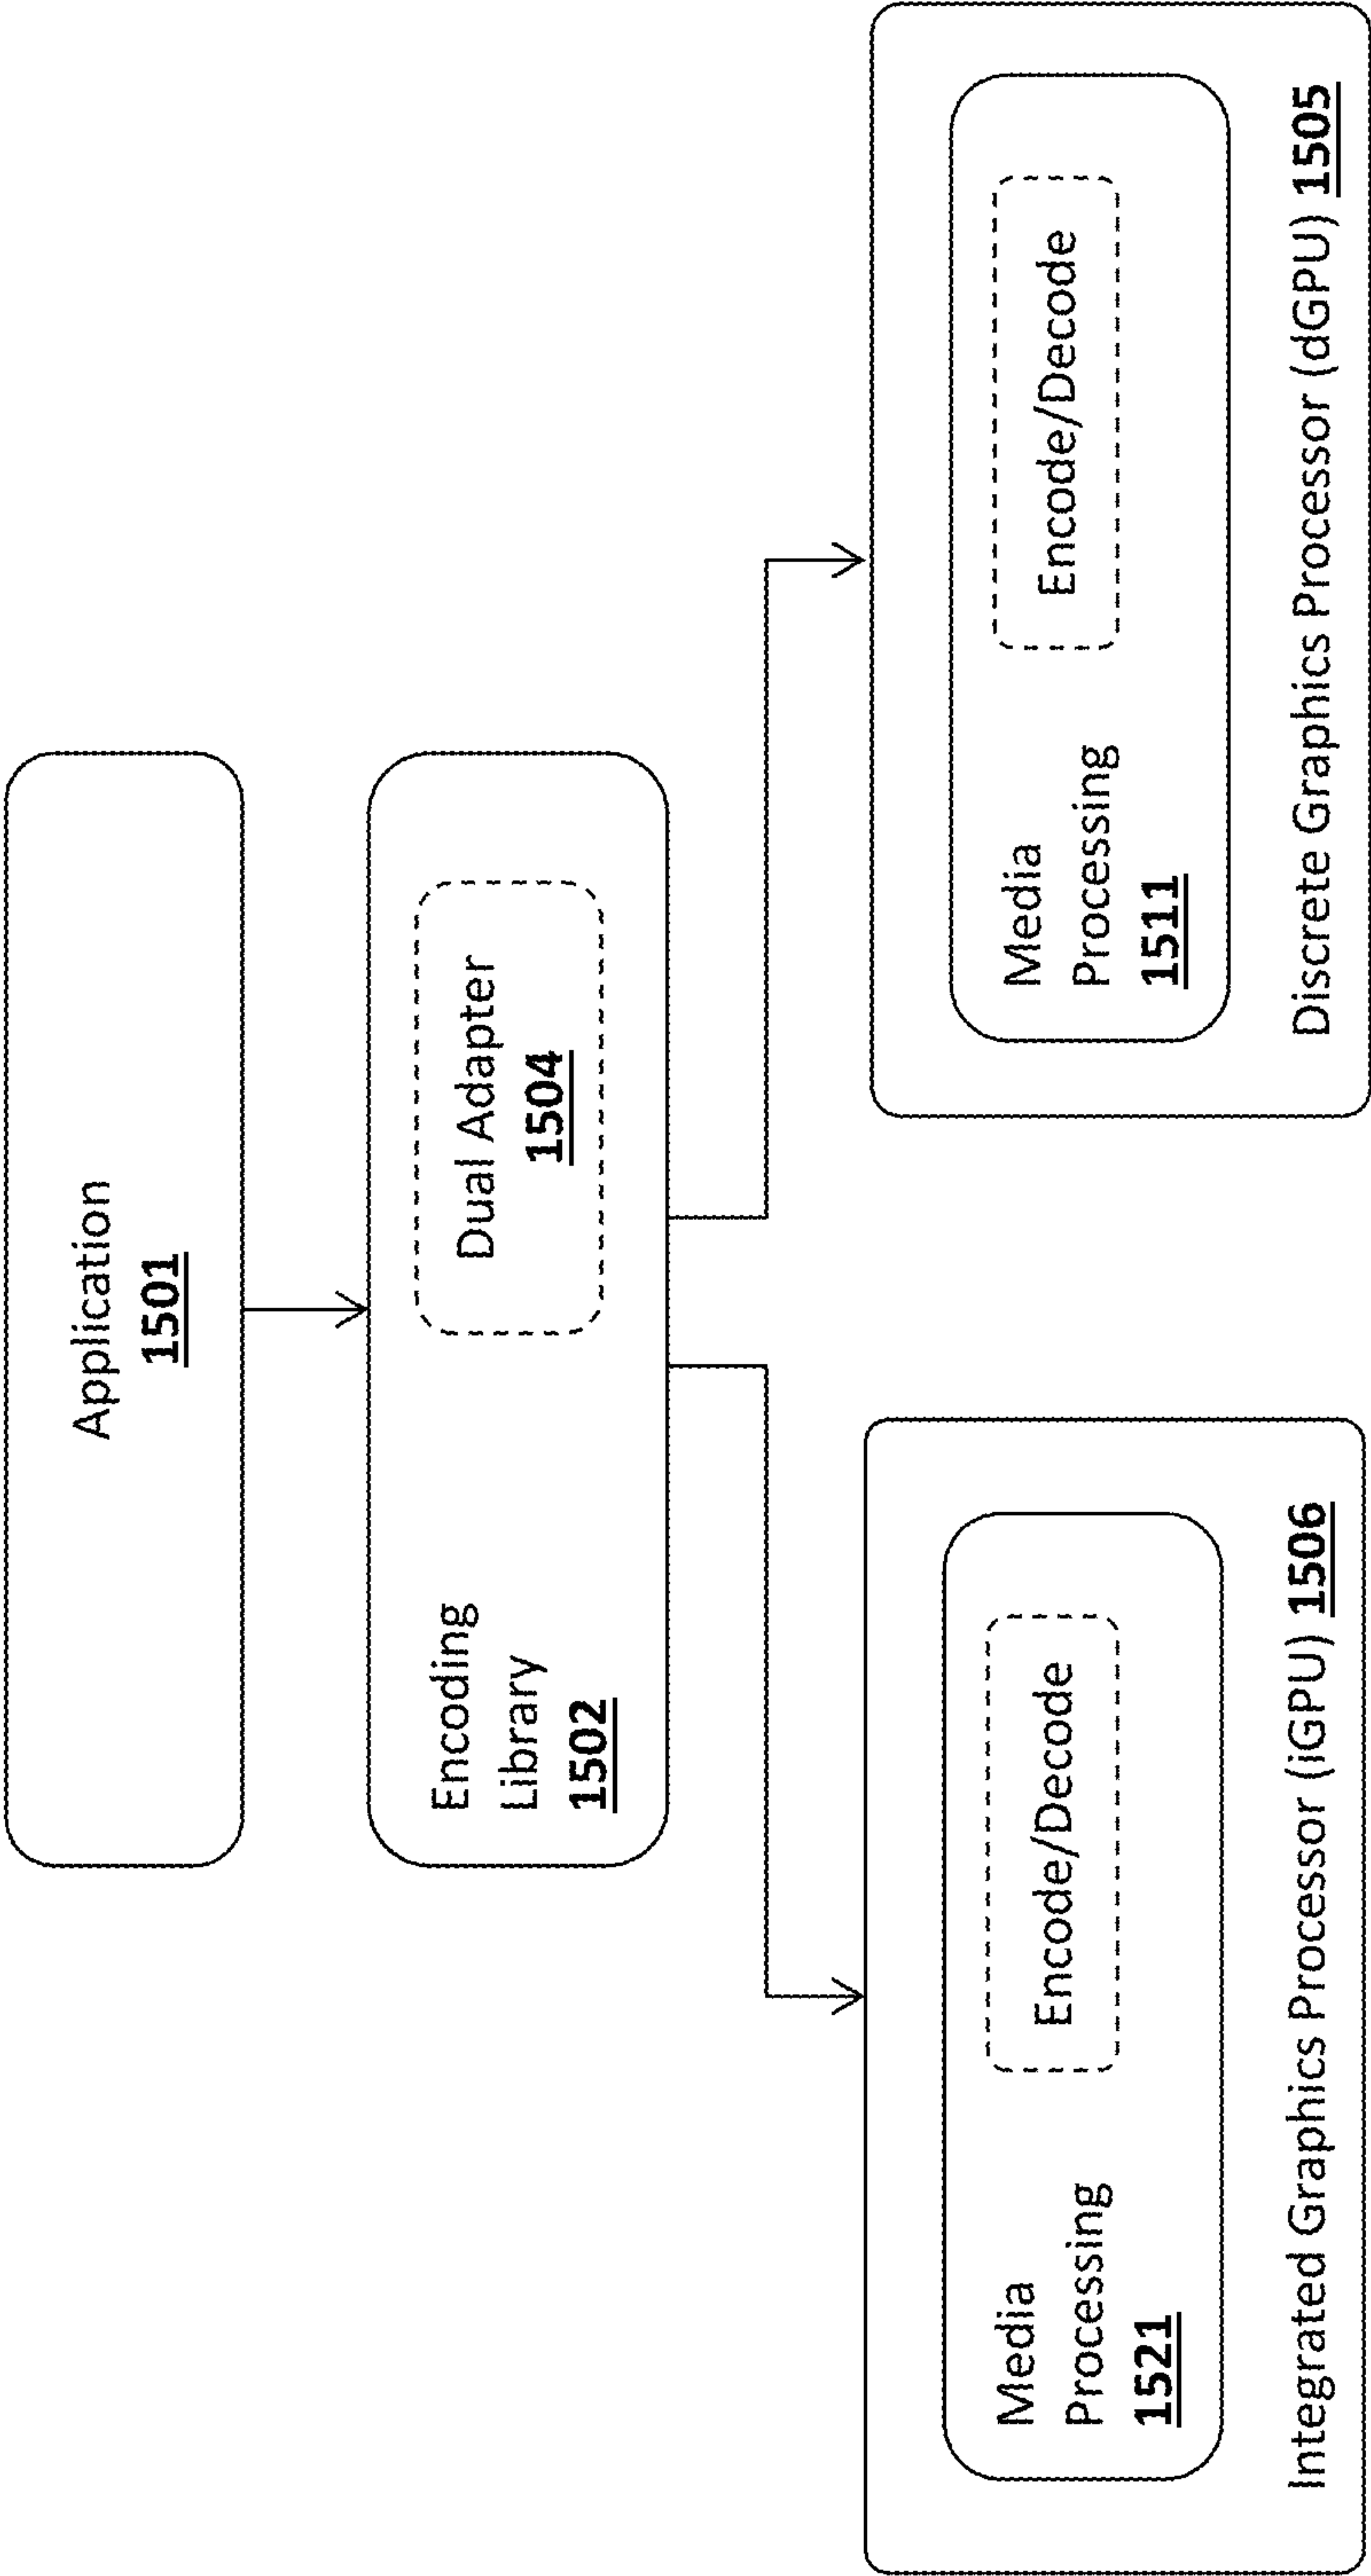 Application
1501
Encoding
Library
1502
Dual Adapter
1504
Media
Processing
1521
Encode/Decode
Integrated Graphics Processor (iGPU) 1506
Media
Processing
1511
Encode/Decode
Discrete Graphics Processor (dGPU) 1505